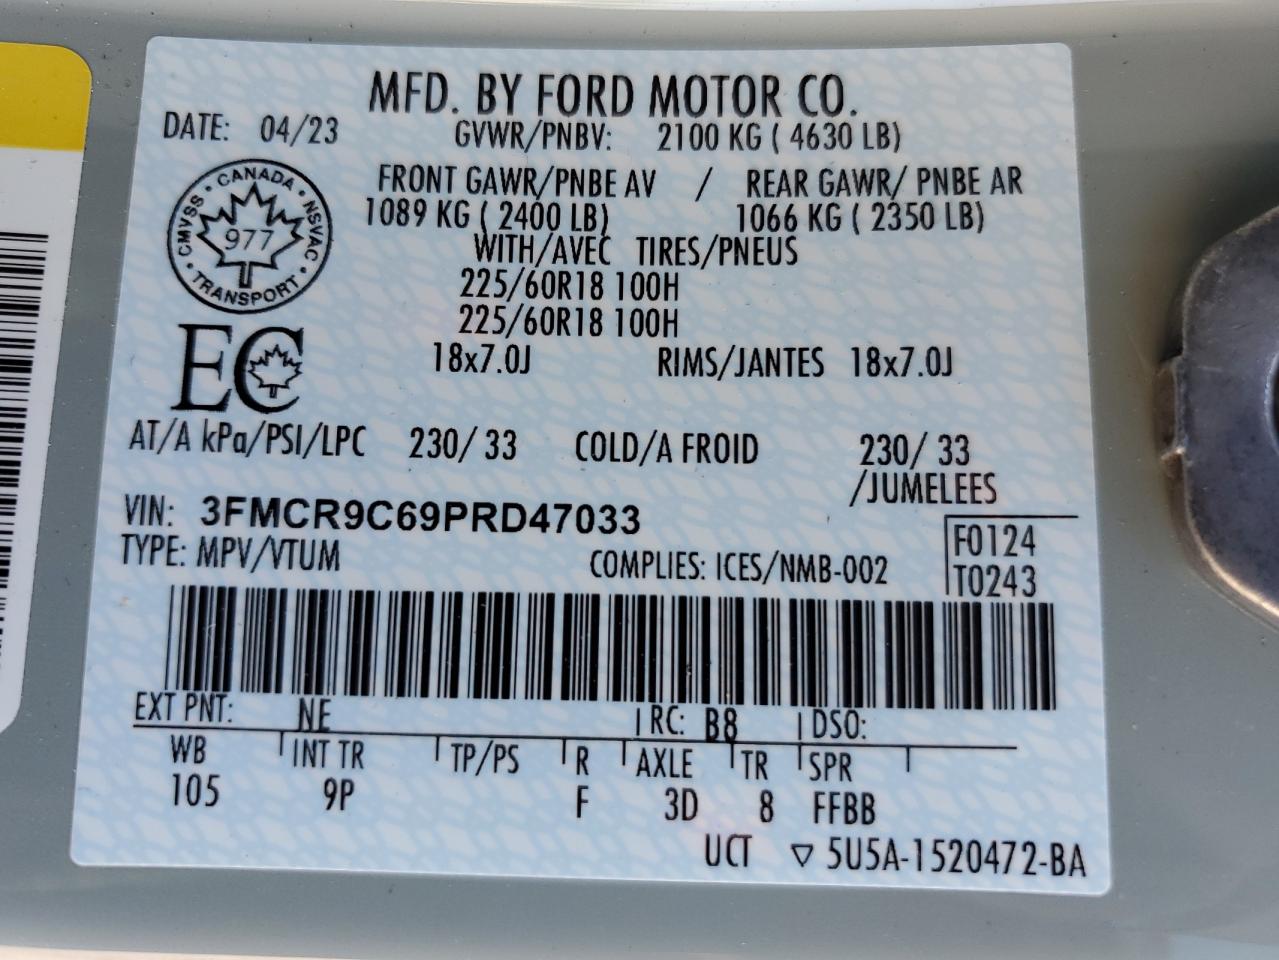 MFD. BY FORD MOTOR CO.
DATE: 04/23 GVWR/PNBV: 2100 KG ( 4630 LB)
FRONT GAWR/PNBE AV / REAR GAWR/ PNBE AR
1089 KG ( 2400 LB) 1066 KG ( 2350 LB)
WITH/AVEC TIRES/PNEUS
225/60R18 100H
225/60R18 100H
18x7.0J RIMS/JANTES 18x7.0J
CANADA
CMVSS · NSVAC
977
TRANSPORT
EC
AT/A kPa/PSI/LPC 230/ 33 COLD/A FROID 230/ 33
/JUMELEES
VIN: 3FMCR9C69PRD47033
TYPE: MPV/VTUM COMPLIES: ICES/NMB-002
F0124
T0243
EXT PNT: NE RC: B8 DSO:
WB INT TR TP/PS R AXLE TR SPR
105 9P F 3D 8 FFBB
UCT ▽ 5U5A-1520472-BA